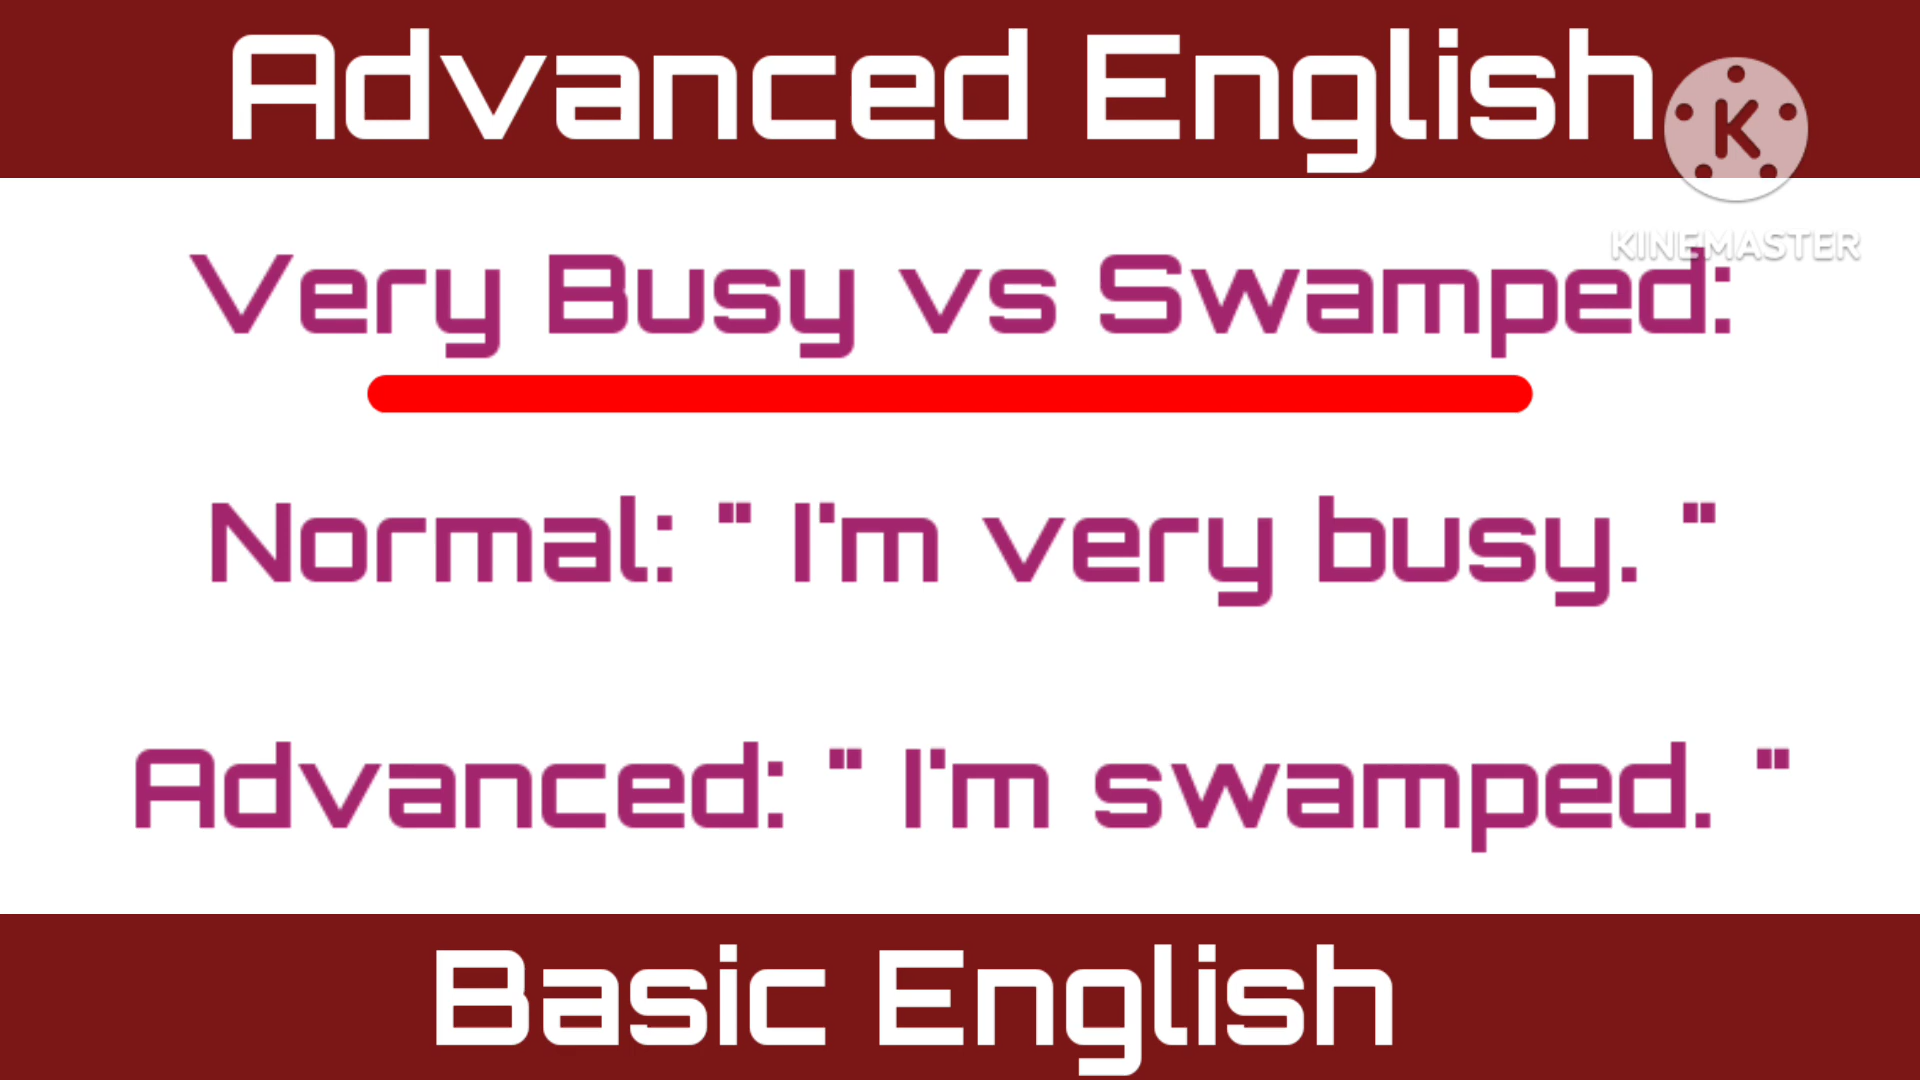 Advanced English
K
KINEMASTER
Very Busy vs Swamped:
Normal: " I'm very busy. "
Advanced: " I'm swamped. "
Basic English